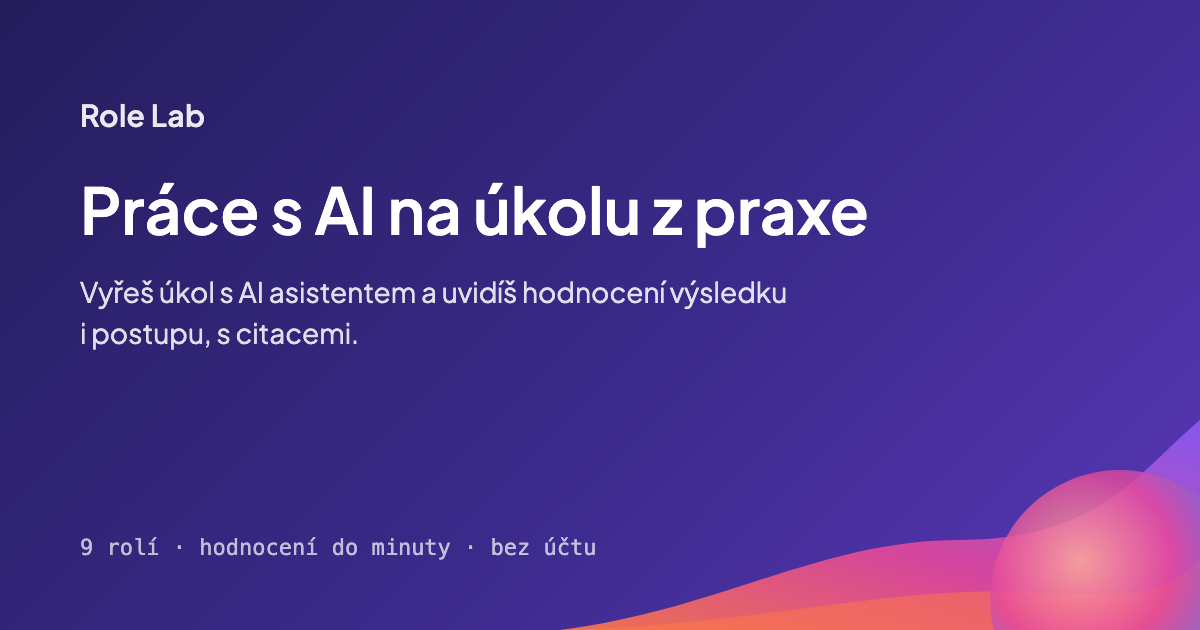 Role Lab
Práce s AI na úkolu z praxe
Vyřeš úkol s AI asistentem a uvidíš hodnocení výsledku
i postupu, s citacemi.
9 rolí · hodnocení do minuty · bez účtu